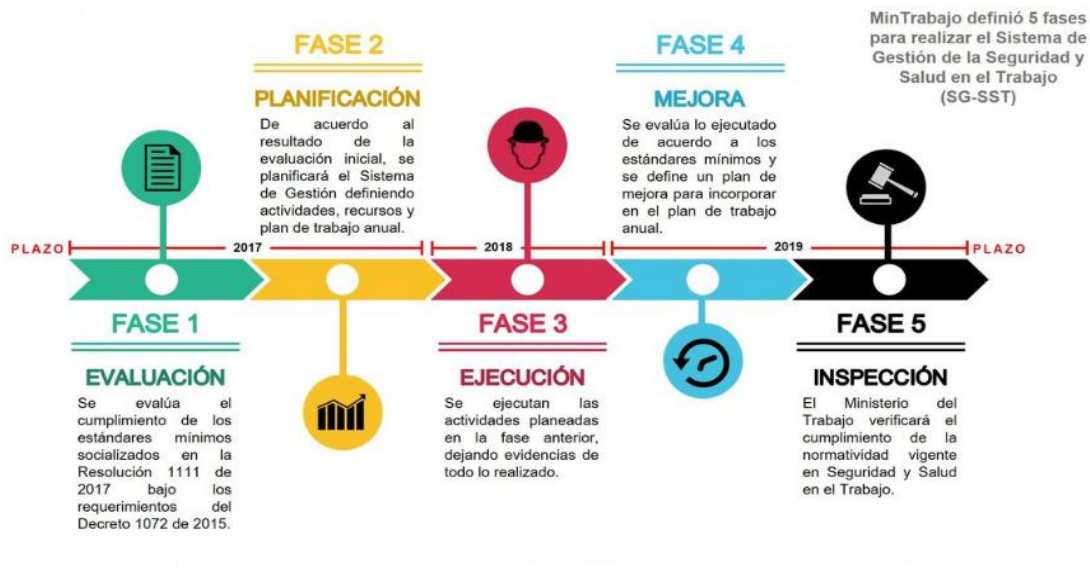 MinTrabajo definió 5 fases
para realizar el Sistema de
Gestión de la Seguridad y
Salud en el Trabajo
(SG-SST)
FASE 2
PLANIFICACIÓN
De acuerdo al
resultado de la
evaluación inicial, se
planificará el Sistema
de Gestión definiendo
actividades, recursos y
plan de trabajo anual.
FASE 4
MEJORA
Se evalúa lo ejecutado
de acuerdo a los
estándares mínimos y
se define un plan de
mejora para incorporar
en el plan de trabajo
anual.
PLAZO
2017
2018
2019
PLAZO
FASE 1
EVALUACIÓN
Se evalúa el
cumplimiento de los
estándares mínimos
socializados en la
Resolución 1111 de
2017 bajo los
requerimientos del
Decreto 1072 de 2015.
FASE 3
EJECUCIÓN
Se ejecutan las
actividades planeadas
en la fase anterior,
dejando evidencias de
todo lo realizado.
FASE 5
INSPECCIÓN
El Ministerio del
Trabajo verificará el
cumplimiento de la
normatividad vigente
en Seguridad y Salud
en el Trabajo.